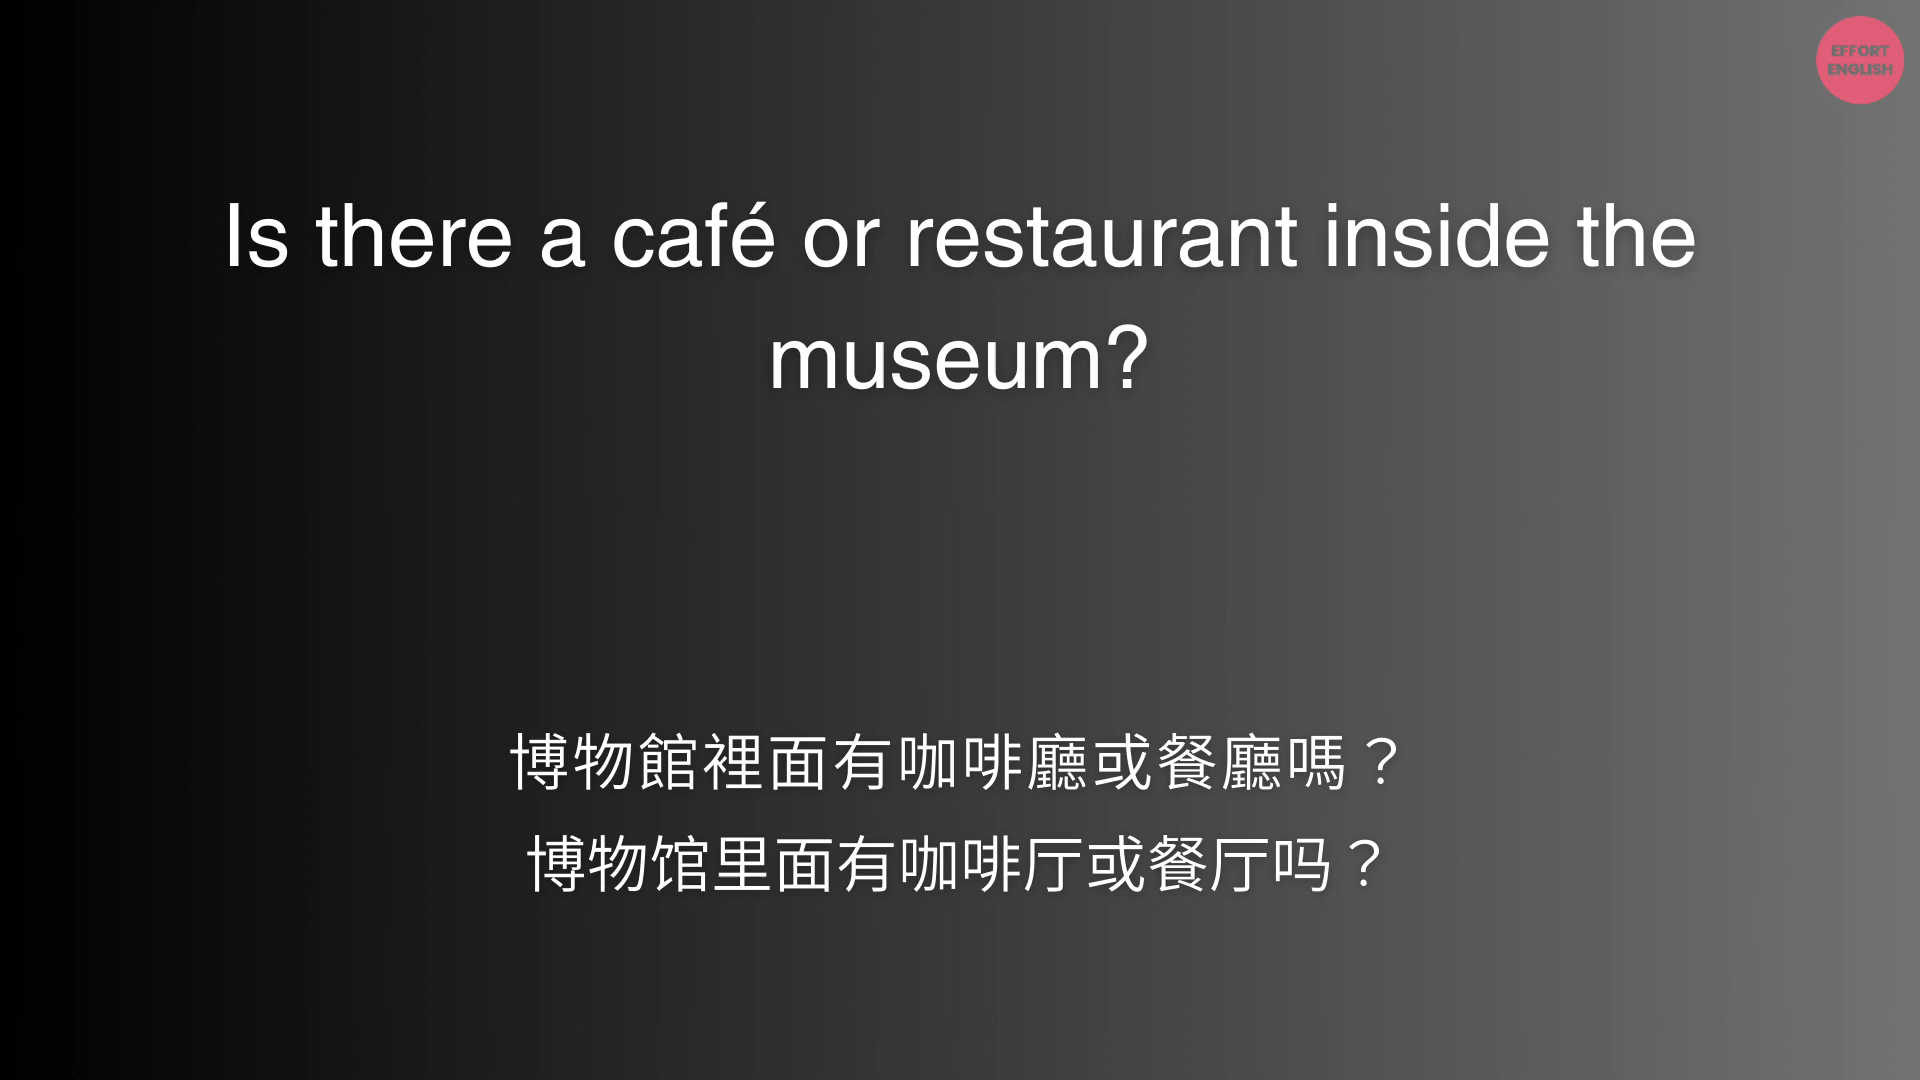 EFFORT
ENGLISH
Is there a café or restaurant inside the
museum?
博物館裡面有咖啡廳或餐廳嗎？
博物馆里面有咖啡厅或餐厅吗？